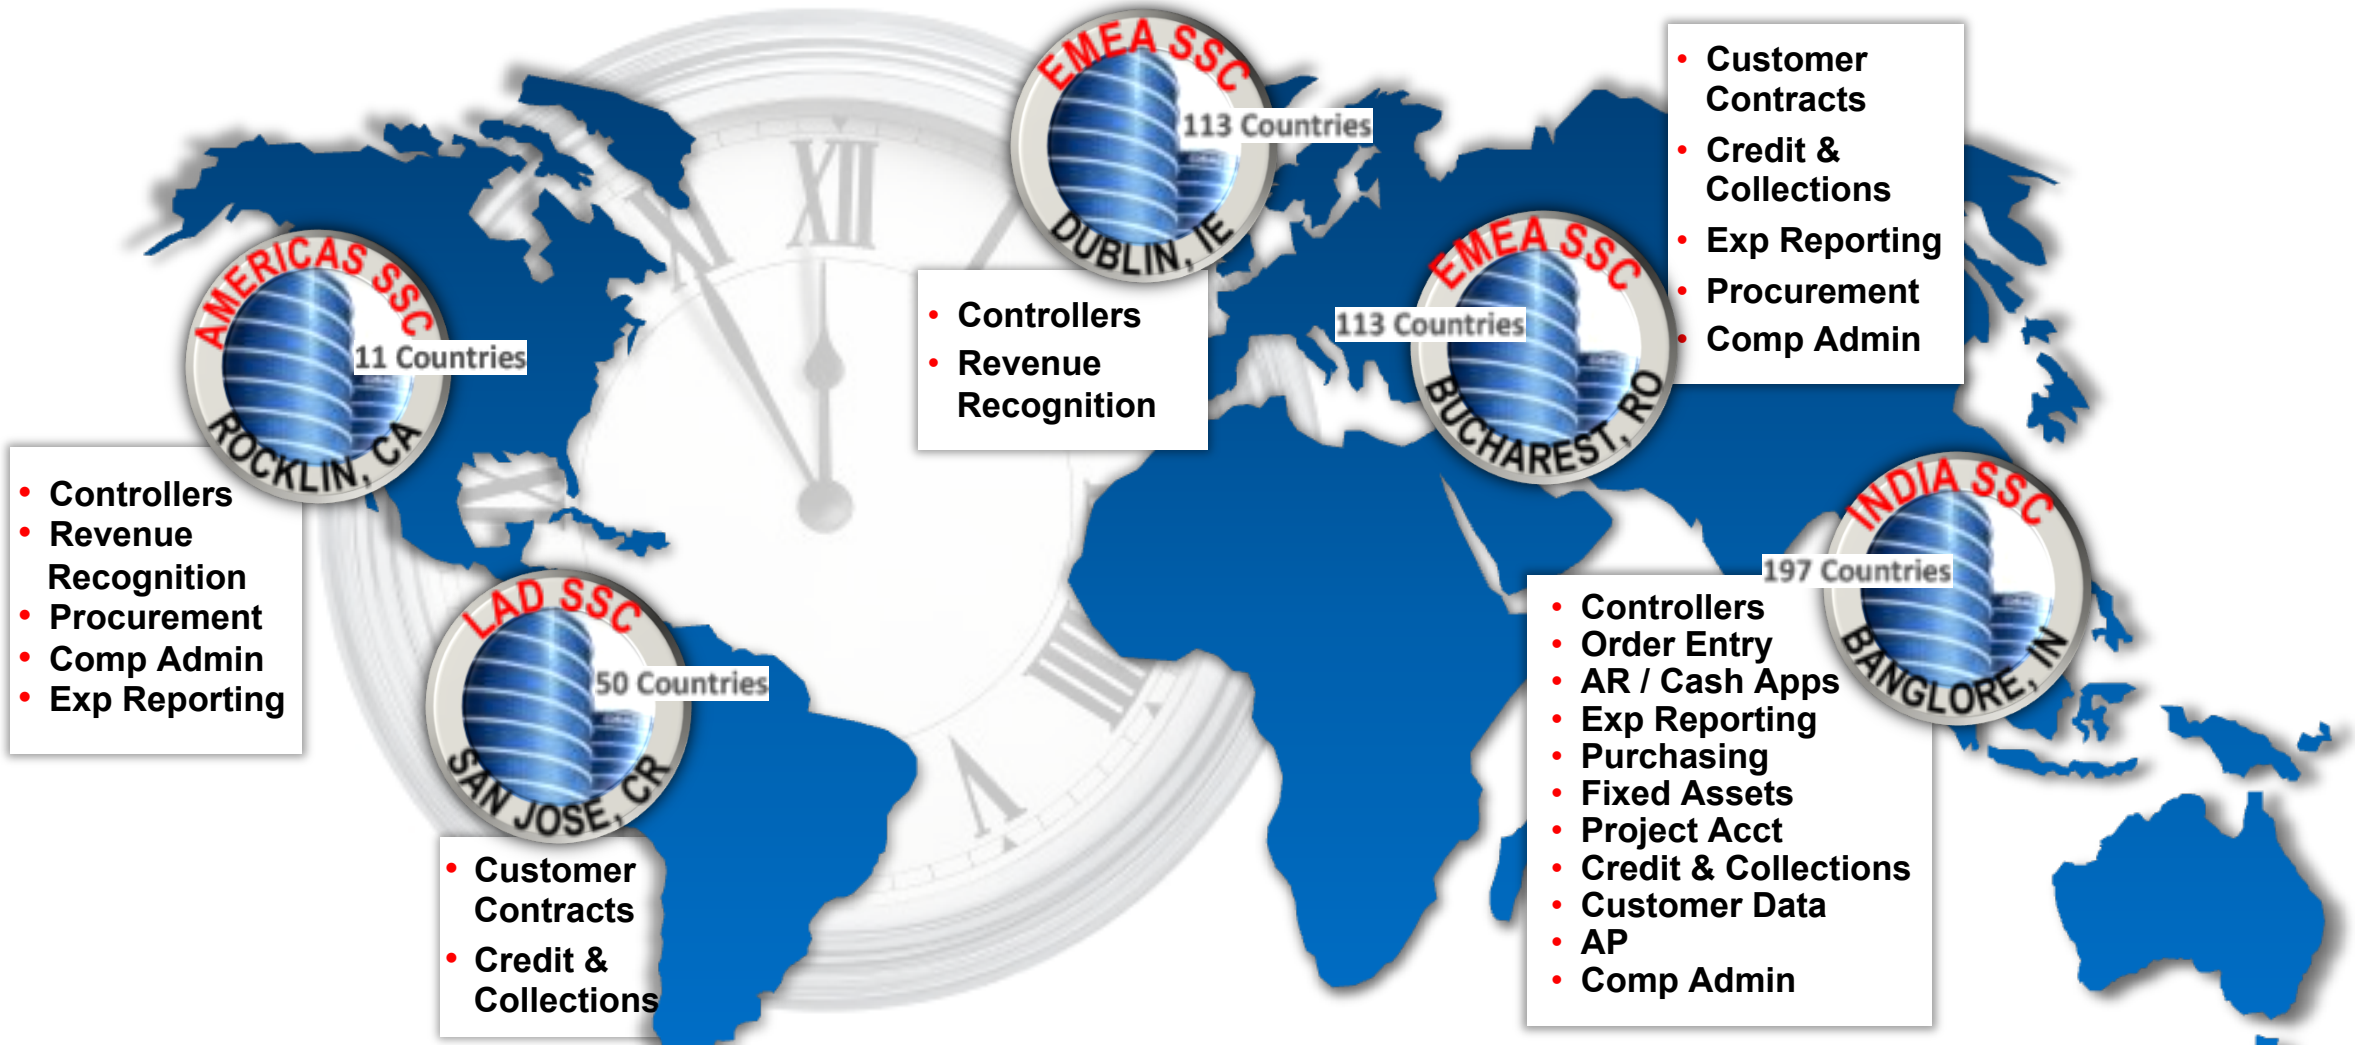 AMERICAS SSC
11 Countries
ROCKLIN, CA
• Controllers
• Revenue
Recognition
• Procurement
• Comp Admin
• Exp Reporting
LAD SSC
50 Countries
SAN JOSE, CR
• Customer
Contracts
• Credit &
Collections
XII
XI
IIII
V
EMEA SSC
113 Countries
DUBLIN, IE
• Controllers
• Revenue
Recognition
EMEA SSC
113 Countries
BUCHAREST, RO
• Customer
Contracts
• Credit &
Collections
• Exp Reporting
• Procurement
• Comp Admin
INDIA SSC
197 Countries
BANGLORE, IN
• Controllers
• Order Entry
• AR / Cash Apps
• Exp Reporting
• Purchasing
• Fixed Assets
• Project Acct
• Credit & Collections
• Customer Data
• AP
• Comp Admin